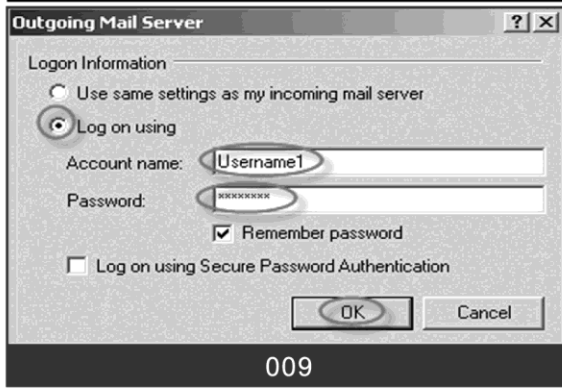 Outgoing Mail Server
Logon Information
Use same settings as my incoming mail server
Log on using
Account name: Username1
Password: ********
Remember password
Log on using Secure Password Authentication
OK Cancel
009